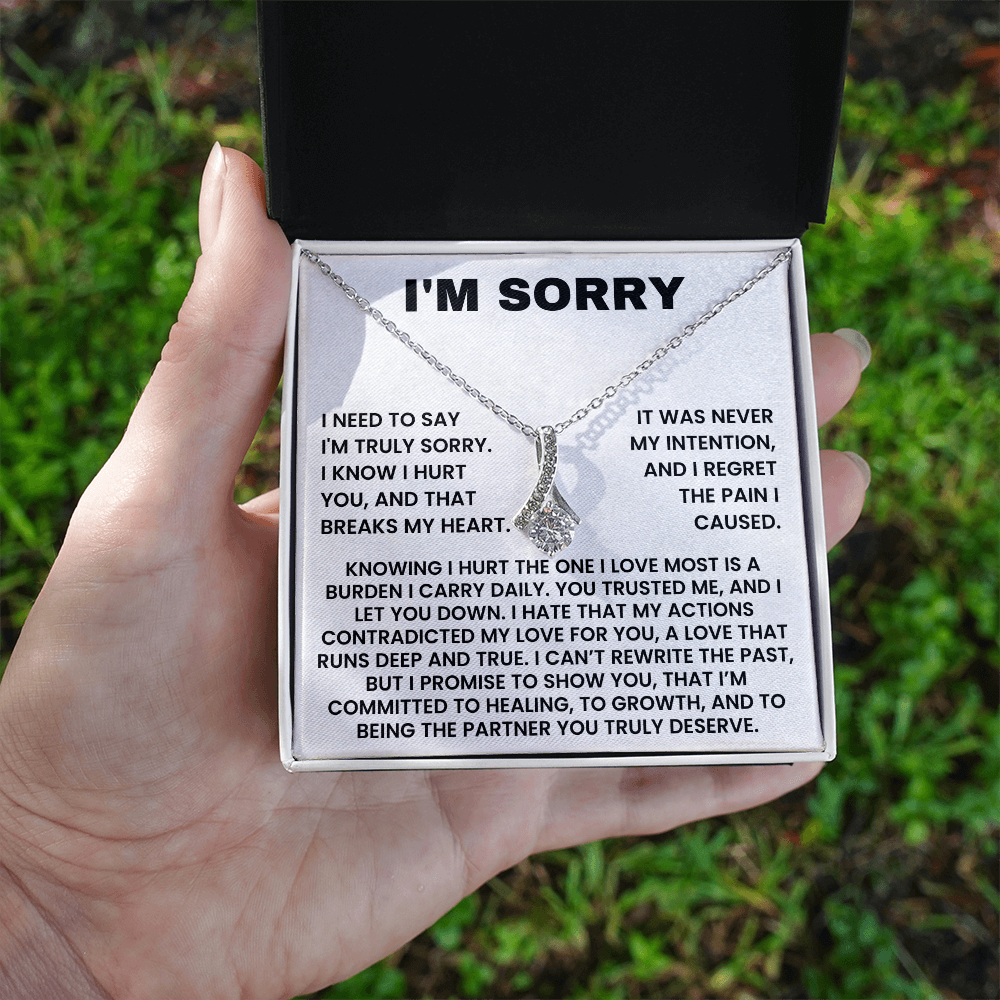 I'M SORRY
I NEED TO SAY
I'M TRULY SORRY.
I KNOW I HURT
YOU, AND THAT
BREAKS MY HEART.
IT WAS NEVER
MY INTENTION,
AND I REGRET
THE PAIN I
CAUSED.
KNOWING I HURT THE ONE I LOVE MOST IS A
BURDEN I CARRY DAILY. YOU TRUSTED ME, AND I
LET YOU DOWN. I HATE THAT MY ACTIONS
CONTRADICTED MY LOVE FOR YOU, A LOVE THAT
RUNS DEEP AND TRUE. I CAN’T REWRITE THE PAST,
BUT I PROMISE TO SHOW YOU, THAT I’M
COMMITTED TO HEALING, TO GROWTH, AND TO
BEING THE PARTNER YOU TRULY DESERVE.